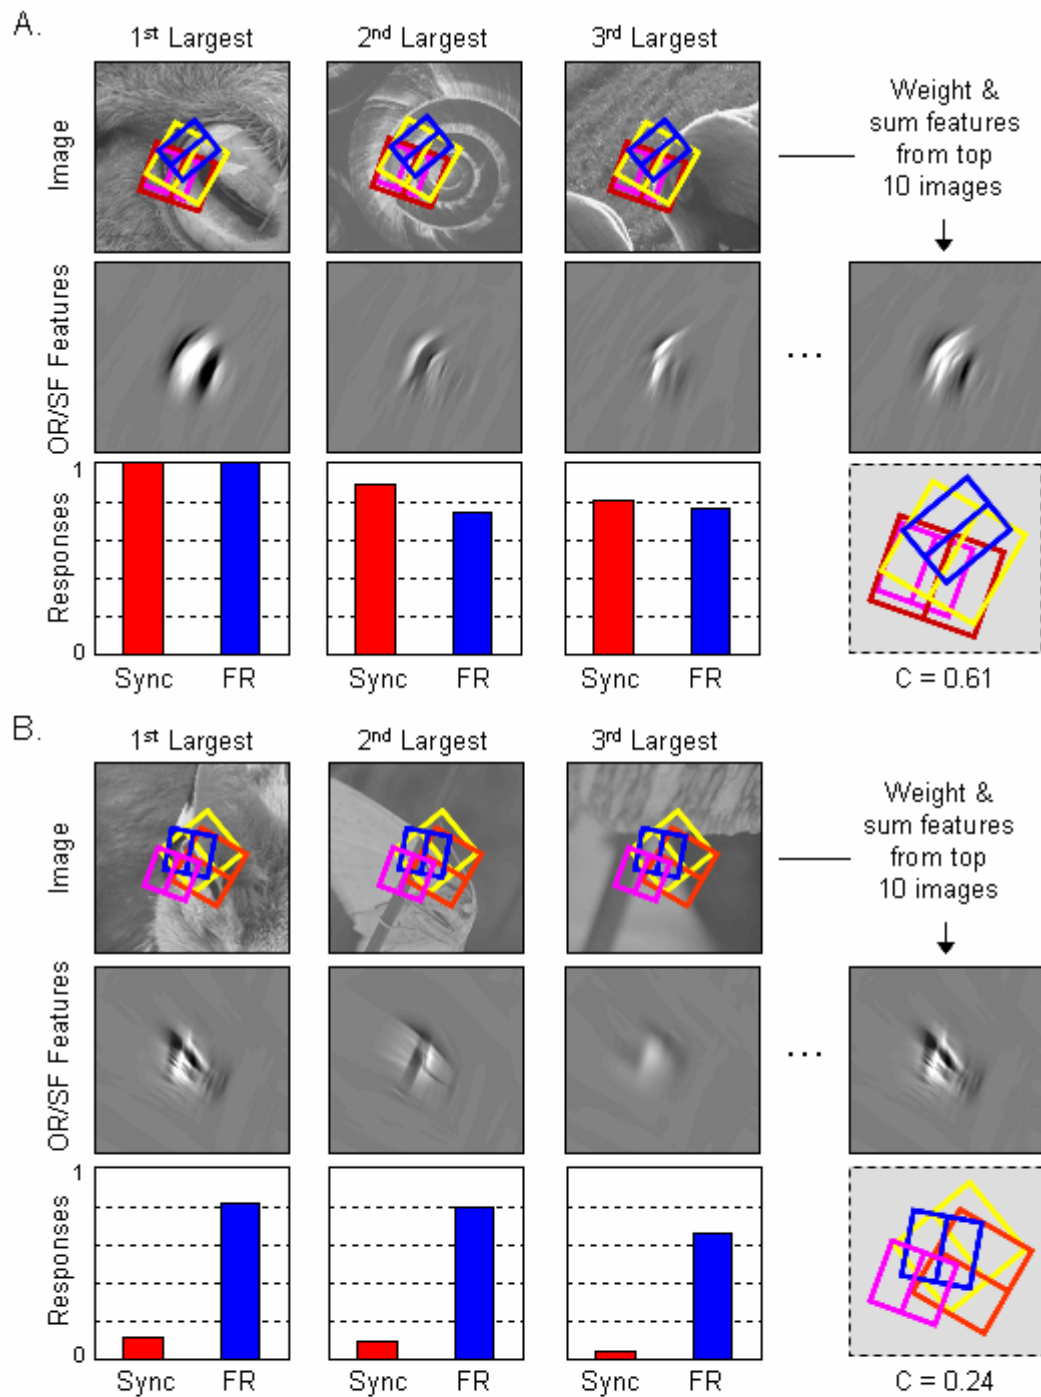 A.
1st Largest
2nd Largest
3rd Largest
Image
Weight &
sum features
from top
10 images
OR/SF Features
...
Responses
1
0
Sync FR
Sync FR
Sync FR
C = 0.61
B.
1st Largest
2nd Largest
3rd Largest
Image
Weight &
sum features
from top
10 images
OR/SF Features
...
Responses
1
0
Sync FR
Sync FR
Sync FR
C = 0.24